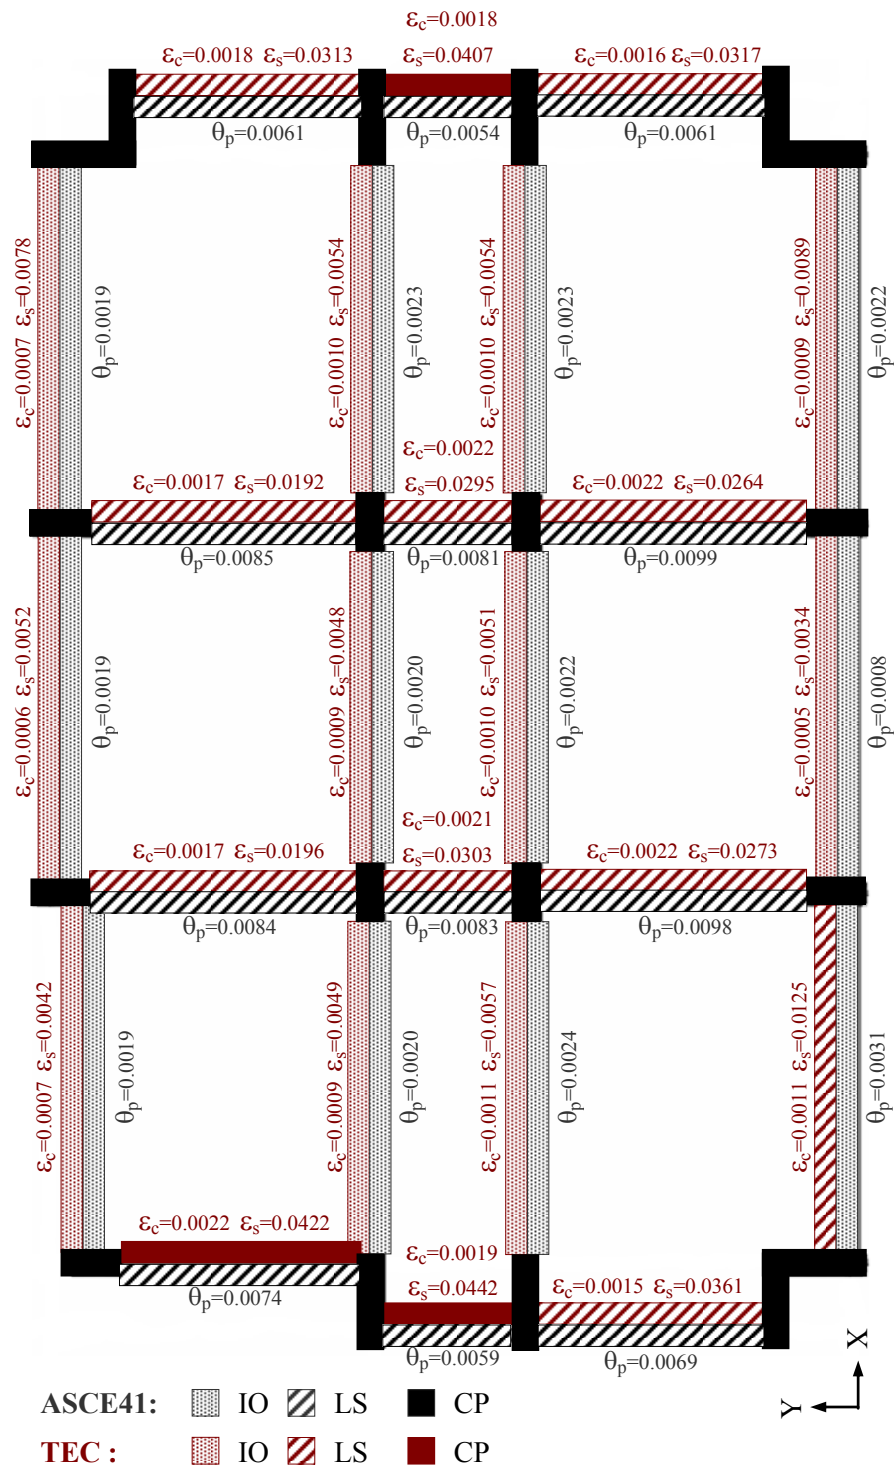 εc=0.0018
εc=0.0018 εs=0.0313
εs=0.0407
εc=0.0016 εs=0.0317
θp=0.0061
θp=0.0054
θp=0.0061
εc=0.0007 εs=0.0078
θp=0.0019
εc=0.0010 εs=0.0054
θp=0.0023
εc=0.0010 εs=0.0054
θp=0.0023
εc=0.0009 εs=0.0089
θp=0.0022
εc=0.0022
εc=0.0017 εs=0.0192
εs=0.0295
εc=0.0022 εs=0.0264
θp=0.0085
θp=0.0081
θp=0.0099
εc=0.0006 εs=0.0052
θp=0.0019
εc=0.0009 εs=0.0048
θp=0.0020
εc=0.0010 εs=0.0051
θp=0.0022
εc=0.0005 εs=0.0034
θp=0.0008
εc=0.0021
εc=0.0017 εs=0.0196
εs=0.0303
εc=0.0022 εs=0.0273
θp=0.0084
θp=0.0083
θp=0.0098
εc=0.0007 εs=0.0042
θp=0.0019
εc=0.0009 εs=0.0049
θp=0.0020
εc=0.0011 εs=0.0057
θp=0.0024
εc=0.0011 εs=0.0125
θp=0.0031
εc=0.0022 εs=0.0422
εc=0.0019
εs=0.0442
εc=0.0015 εs=0.0361
θp=0.0074
θp=0.0059
θp=0.0069
X
Y
ASCE41: IO LS CP
TEC : IO LS CP